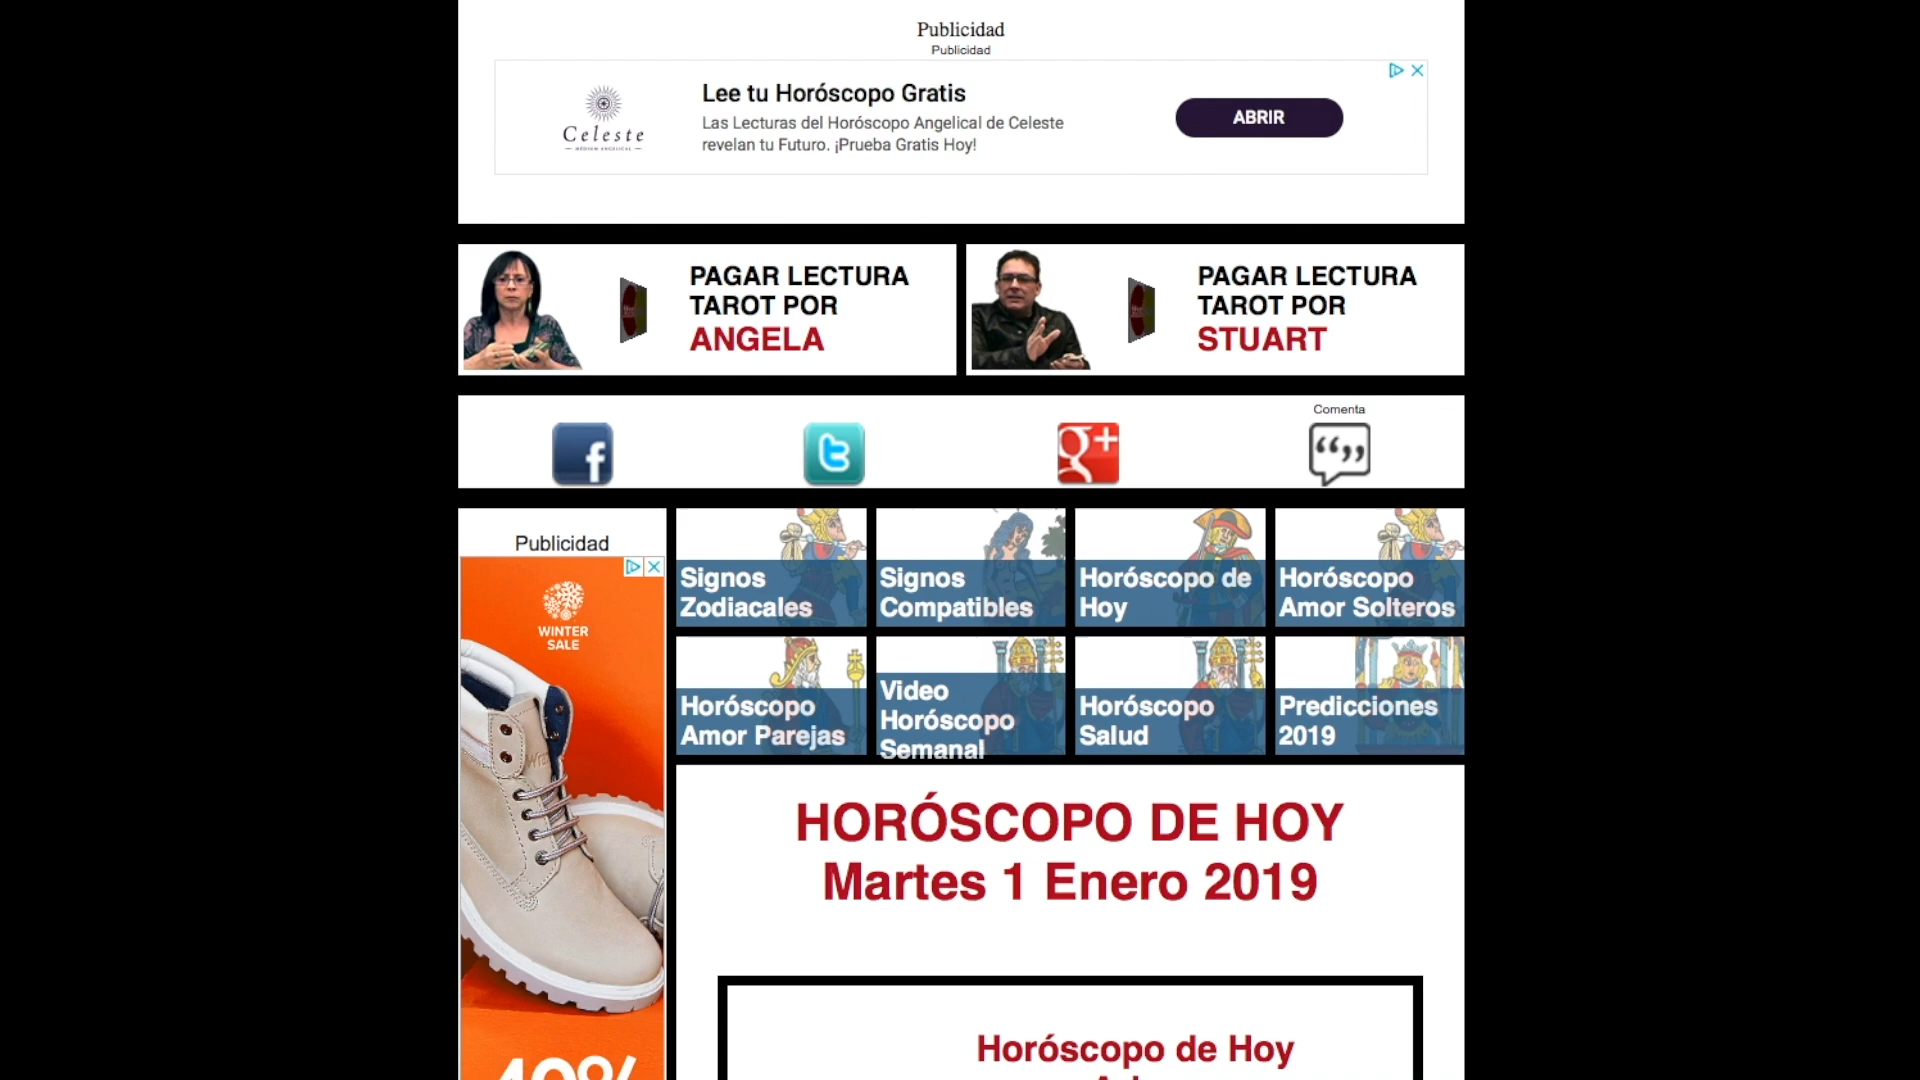 Publicidad
Publicidad
Celeste
Lee tu Horóscopo Gratis
Las Lecturas del Horóscopo Angelical de Celeste
revelan tu Futuro. ¡Prueba Gratis Hoy!
ABRIR
PAGAR LECTURA
TAROT POR
ANGELA
PAGAR LECTURA
TAROT POR
STUART
Comenta
Publicidad
WINTER
SALE
40%
Signos
Zodiacales
Signos
Compatibles
Horóscopo de
Hoy
Horóscopo
Amor Solteros
Horóscopo
Amor Parejas
Video
Horóscopo
Semanal
Horóscopo
Salud
Predicciones
2019
HORÓSCOPO DE HOY
Martes 1 Enero 2019
Horóscopo de Hoy